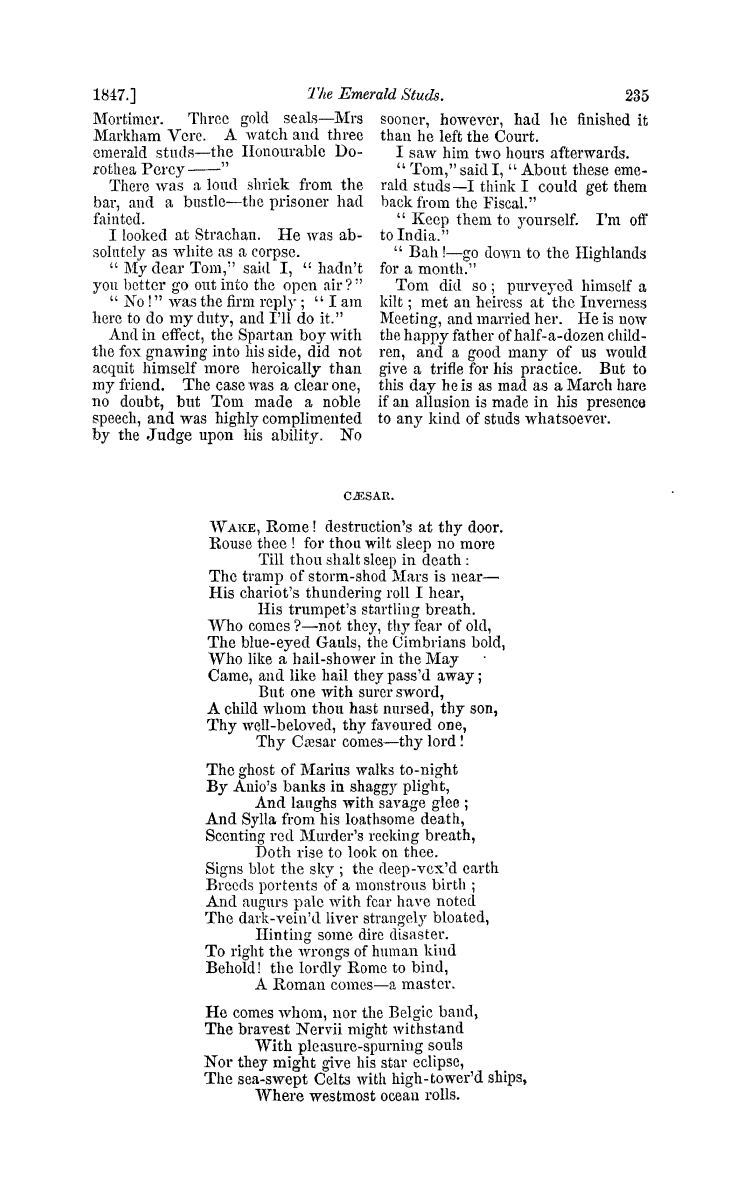 1847.] The Emerald Studs. 235
Mortimer. Three gold seals—Mrs
Markham Vere. A watch and three
emerald studs—the Honourable Do-
rothea Percy ——"
There was a loud shriek from the
bar, and a bustle—the prisoner had
fainted.
I looked at Strachan. He was ab-
solutely as white as a corpse.
"My dear Tom," said I, "hadn't
you better go out into the open air?"
"No!" was the firm reply; "I am
here to do my duty, and I'll do it."
And in effect, the Spartan boy with
the fox gnawing into his side, did not
acquit himself more heroically than
my friend. The case was a clear one,
no doubt, but Tom made a noble
speech, and was highly complimented
by the Judge upon his ability. No
sooner, however, had he finished it
than he left the Court.
I saw him two hours afterwards.
"Tom," said I, "About these eme-
rald studs—I think I could get them
back from the Fiscal."
"Keep them to yourself. I'm off
to India."
"Bah!—go down to the Highlands
for a month."
Tom did so; purveyed himself a
kilt; met an heiress at the Inverness
Meeting, and married her. He is now
the happy father of half-a-dozen child-
ren, and a good many of us would
give a trifle for his practice. But to
this day he is as mad as a March hare
if an allusion is made in his presence
to any kind of studs whatsoever.
CÆSAR.
WAKE, Rome! destruction's at thy door.
Rouse thee! for thou wilt sleep no more
Till thou shalt sleep in death:
The tramp of storm-shod Mars is near—
His chariot's thundering roll I hear,
His trumpet's startling breath.
Who comes?—not they, thy fear of old,
The blue-eyed Gauls, the Cimbrians bold,
Who like a hail-shower in the May
Came, and like hail they pass'd away;
But one with surer sword,
A child whom thou hast nursed, thy son,
Thy well-beloved, thy favoured one,
Thy Cæsar comes—thy lord!
The ghost of Marius walks to-night
By Anio's banks in shaggy plight,
And laughs with savage glee;
And Sylla from his loathsome death,
Scenting red Murder's reeking breath,
Doth rise to look on thee.
Signs blot the sky; the deep-vex'd earth
Breeds portents of a monstrous birth;
And augurs pale with fear have noted
The dark-vein'd liver strangely bloated,
Hinting some dire disaster.
To right the wrongs of human kind
Behold! the lordly Rome to bind,
A Roman comes—a master.
He comes whom, nor the Belgic band,
The bravest Nervii might withstand
With pleasure-spurning souls
Nor they might give his star eclipse,
The sea-swept Celts with high-tower'd ships,
Where westmost ocean rolls.